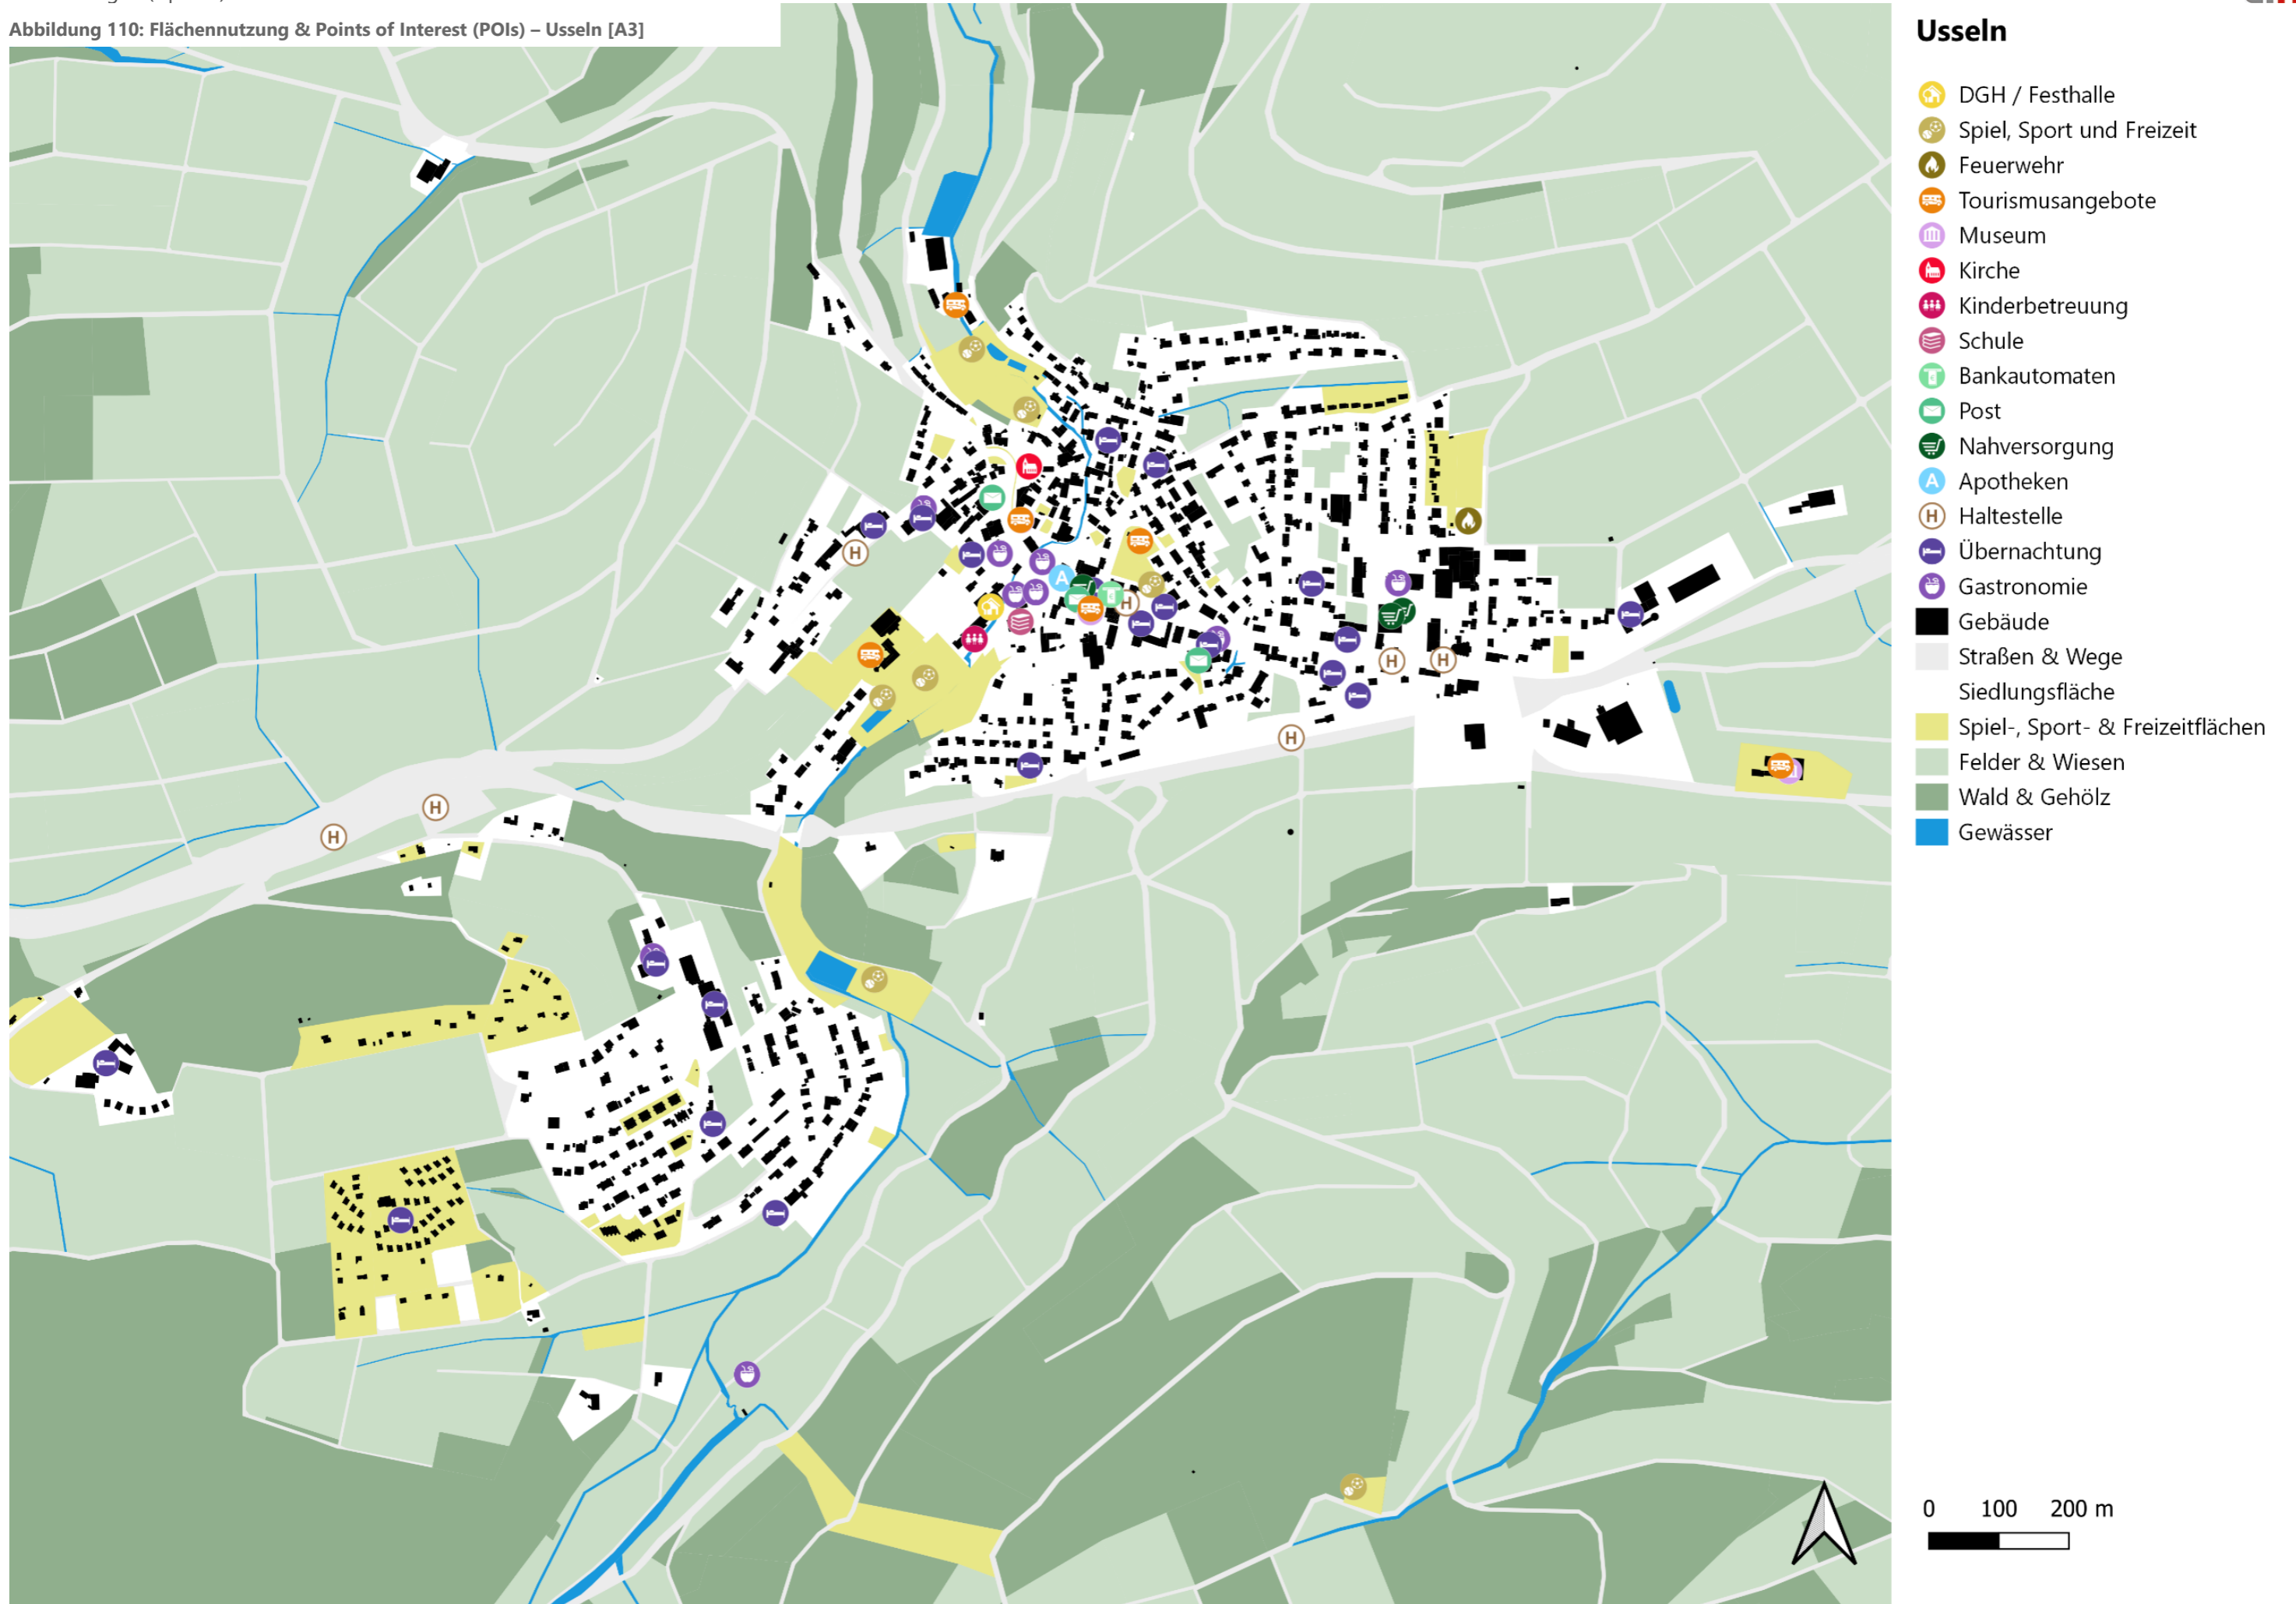 Abbildung 110: Flächennutzung & Points of Interest (POIs) – Usseln [A3]
Usseln
DGH / Festhalle
Spiel, Sport und Freizeit
Feuerwehr
Tourismusangebote
Museum
Kirche
Kinderbetreuung
Schule
Bankautomaten
Post
Nahversorgung
A Apotheken
H Haltestelle
Übernachtung
Gastronomie
Gebäude
Straßen & Wege
Siedlungsfläche
Spiel-, Sport- & Freizeitflächen
Felder & Wiesen
Wald & Gehölz
Gewässer
H
A
H
H
H
H
H
H
0 100 200 m